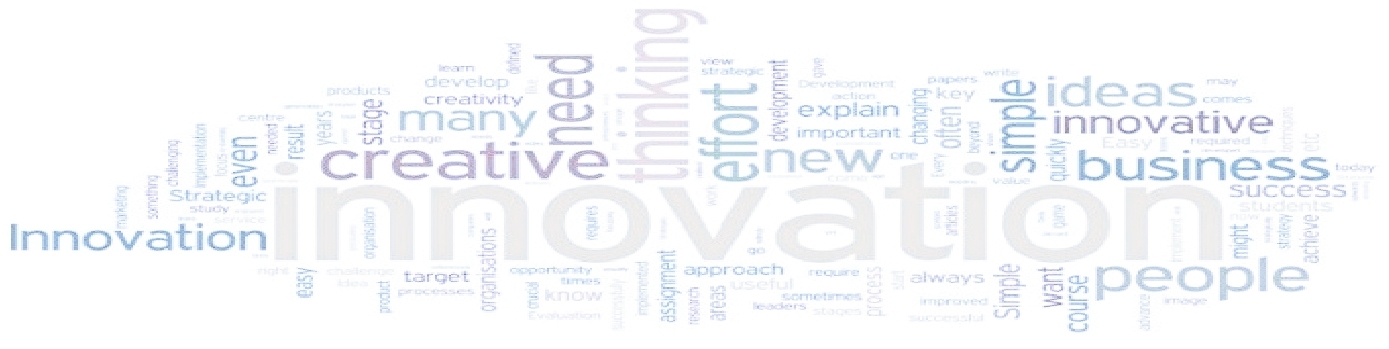 thinking
need
defined
learn
develop
creativity
products
stage
many
change
years
centre
result
needed
creative
even
implementation
challenging
something
marketing
Strategic
study
service
Innovation
innovation
view
strategic
effort
development
gave
Development
action
explain
important
changing
new
one
papers
write
key
often
beyond
Every
simple
ideas
may
comes
innovative
Easy
required
etc
quickly
business
today
value
success
students
now
might
strategy
achieve
organisation
requires
articles
game
right
easy
challenge
idea
product
target
processes
organisations
opportunity
times
crucial
know
Evaluation
successfully
implemented
assignment
approach
research
areas
useful
leaders
require
sometimes
stages
process
start
always
improved
successful
Simple
want
course
people
advance
image